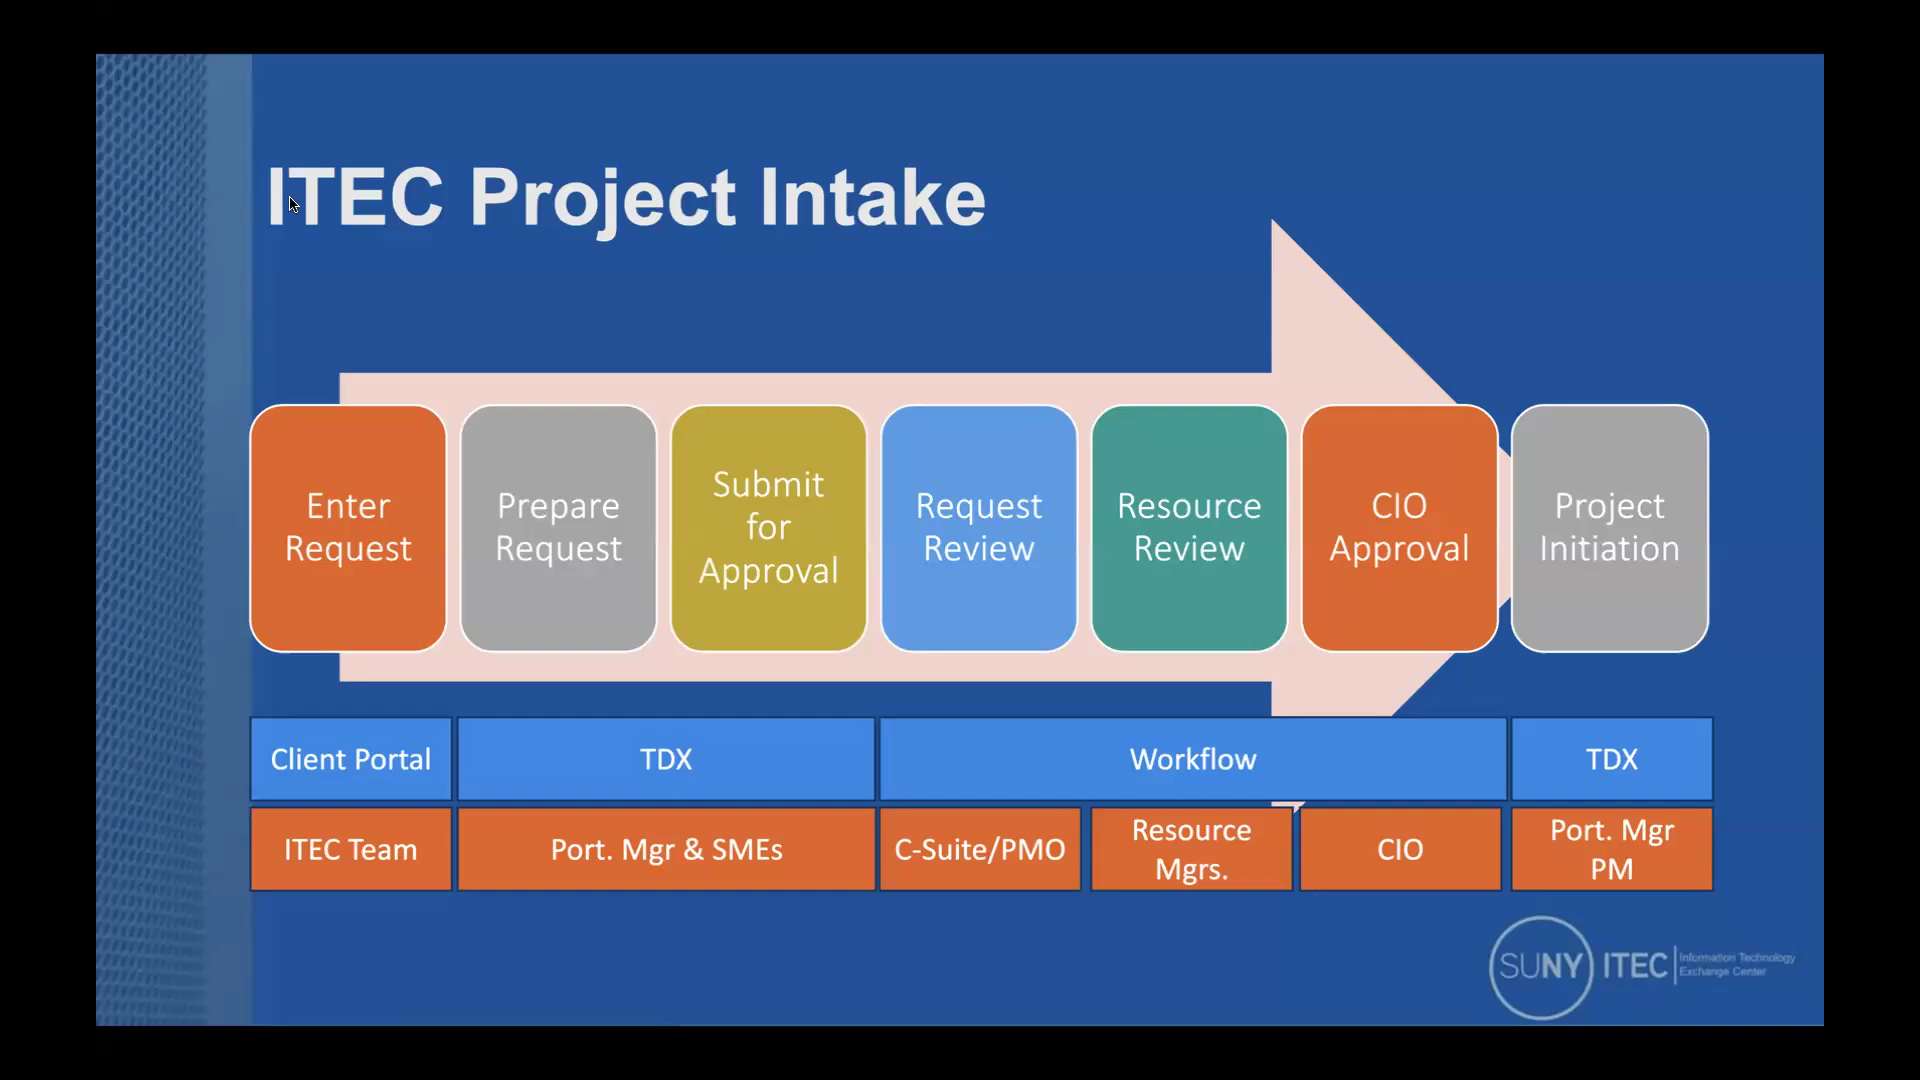 ITEC Project Intake
Enter
Request
Prepare
Request
Submit
for
Approval
Request
Review
Resource
Review
CIO
Approval
Project
Initiation
Client Portal
TDX
Workflow
TDX
ITEC Team
Port. Mgr & SMEs
C-Suite/PMO
Resource
Mgrs.
CIO
Port. Mgr
PM
SUNY ITEC
Information Technology
Exchange Center